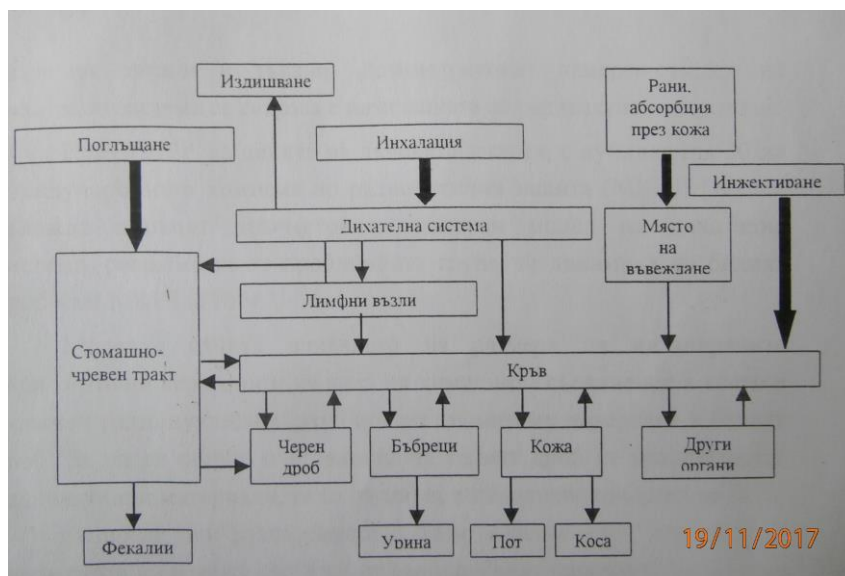 Издишване
Рани.
абсорбция
през кожа
Поглъщане
Инхалация
Инжектиране
Дихателна система
Място
на
въвеждане
Лимфни възли
Стомашно-
чревен тракт
Кръв
Черен
дроб
Бъбреци
Кожа
Други
органи
Фекалии
Урина
Пот
Коса
19/11/2017